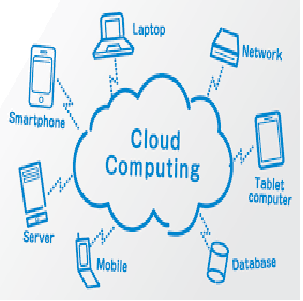 Laptop
Network
Smartphone
Cloud
Computing
Tablet
computer
Server
Mobile
Database